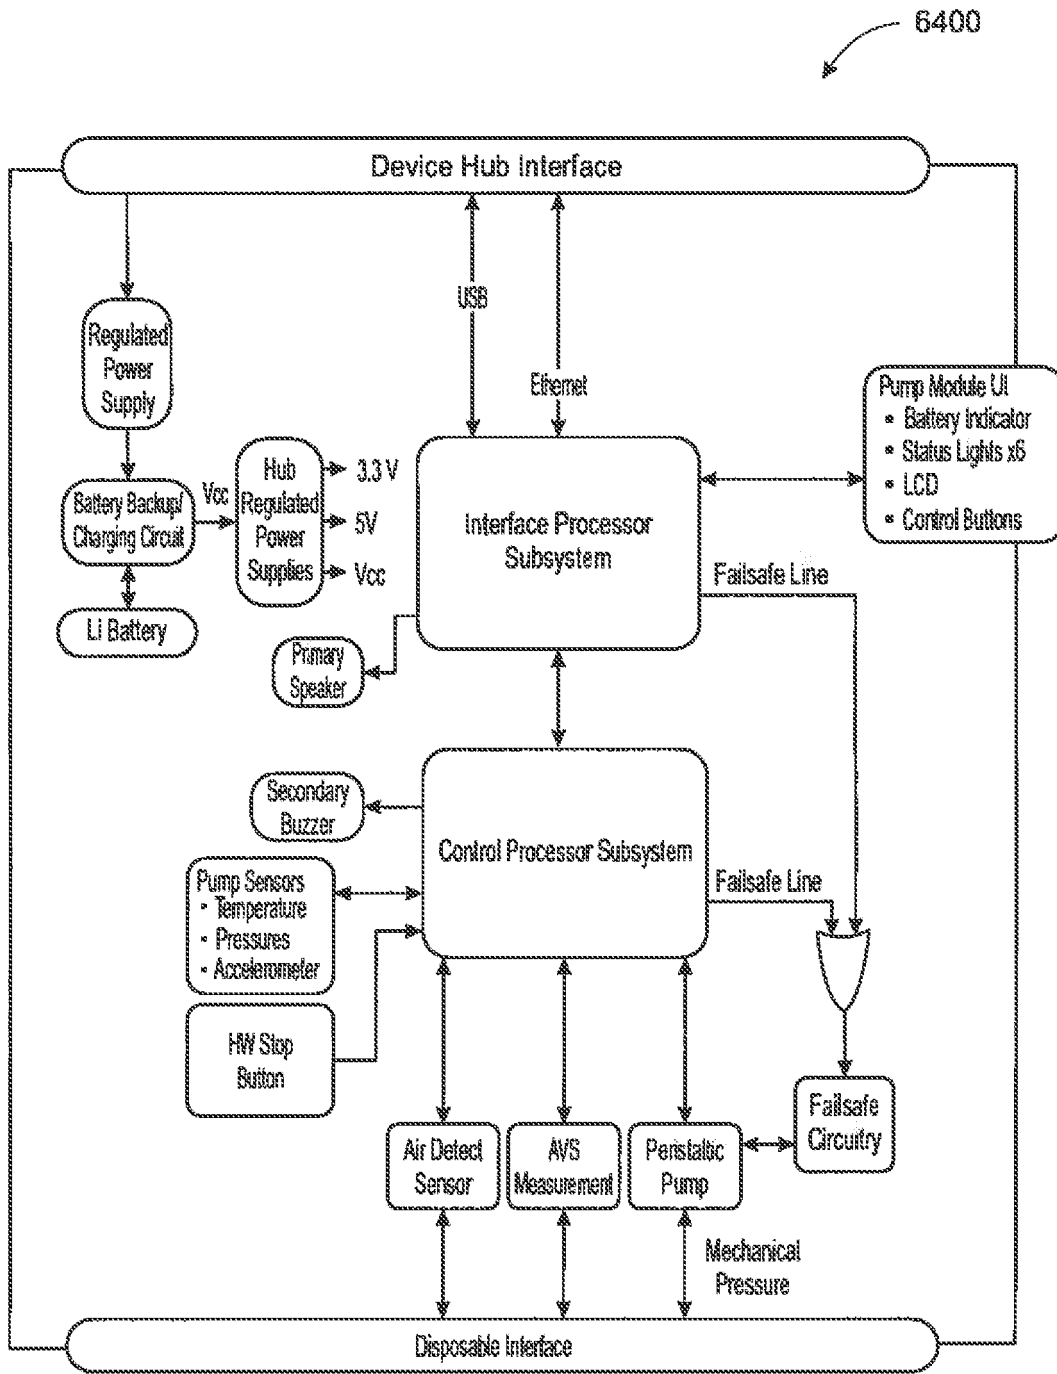 6400
Device Hub Interface
USB
Ethernet
Regulated
Power
Supply
Pump Module UI
• Battery Indicator
• Status Lights x6
• LCD
• Control Buttons
Battery Backup/
Charging Circuit
Vcc
Hub
Regulated
Power
Supplies
3.3 V
5V
Vcc
Li Battery
Interface Processor
Subsystem
Failsafe Line
Primary
Speaker
Secondary
Buzzer
Control Processor Subsystem
Failsafe Line
Pump Sensors
• Temperature
• Pressures
• Accelerometer
HW Stop
Button
Failsafe
Circuitry
Air Detect
Sensor
AVS
Measurement
Peristaltic
Pump
Mechanical
Pressure
Disposable Interface